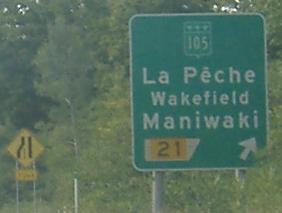 105
La Pêche
Wakefield
Maniwaki
21